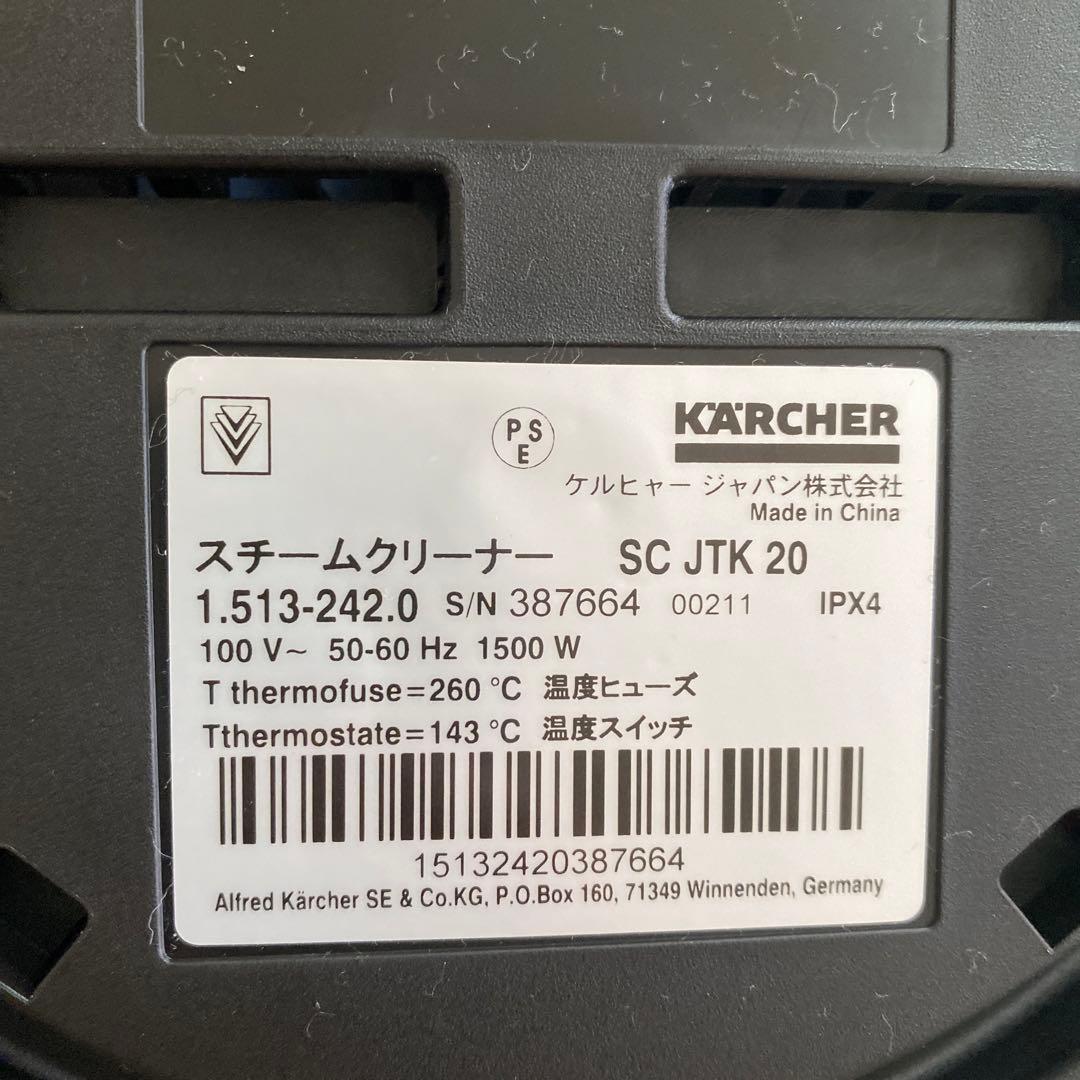 PSE
KÄRCHER
ケルヒャー ジャパン株式会社
Made in China
スチームクリーナー SC JTK 20
1.513-242.0 S/N 387664 00211 IPX4
100 V~ 50-60 Hz 1500 W
T thermofuse=260 °C 温度ヒューズ
Tthermostate=143 °C 温度スイッチ
15132420387664
Alfred Kärcher SE & Co.KG, P.O.Box 160, 71349 Winnenden, Germany